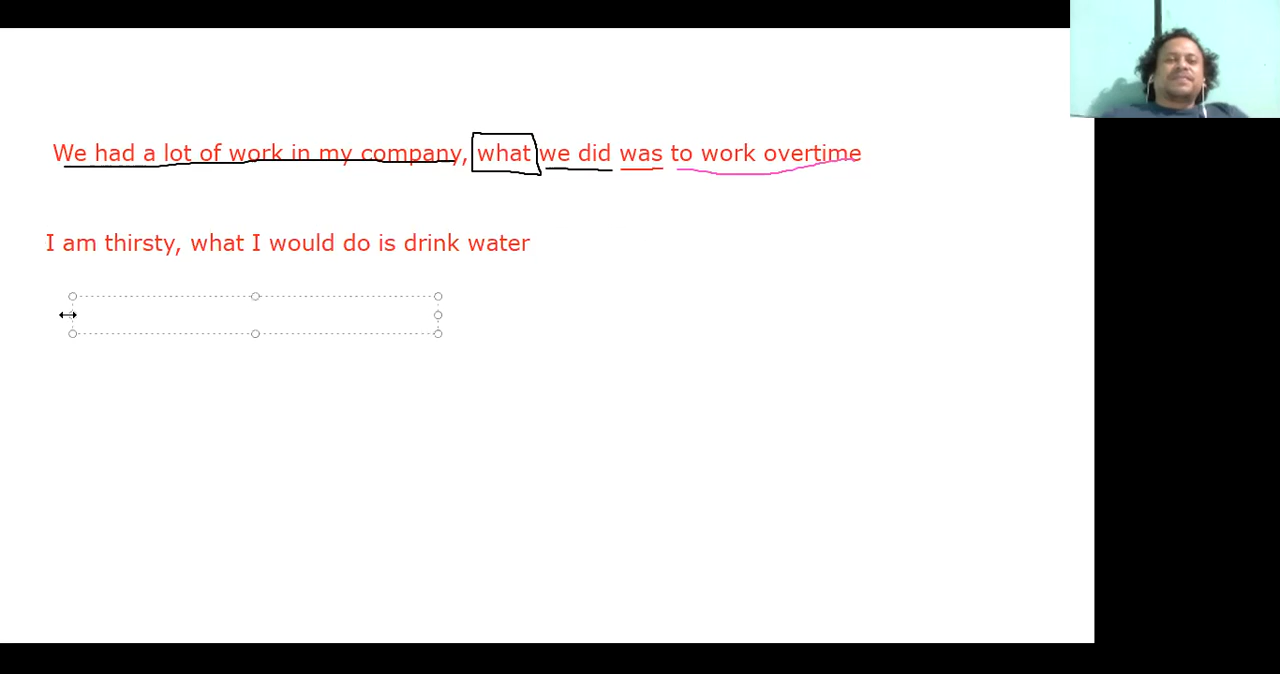 We had a lot of work in my company, what we did was to work overtime
I am thirsty, what I would do is drink water